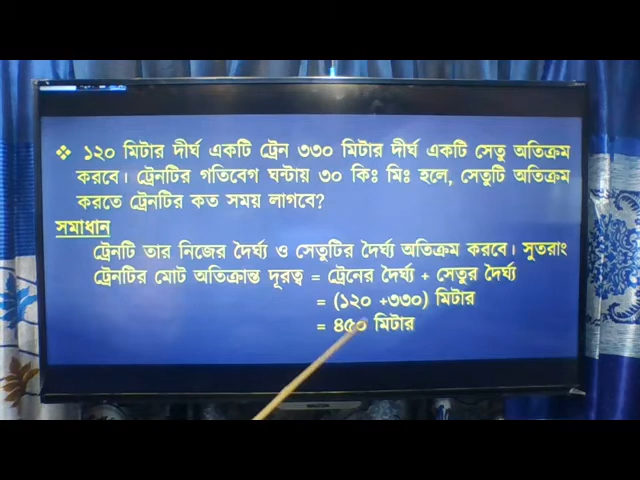 ❖ ১২০ মিটার দীর্ঘ একটি ট্রেন ৩৩০ মিটার দীর্ঘ একটি সেতু অতিক্রম
করবে। ট্রেনটির গতিবেগ ঘন্টায় ৩০ কিঃ মিঃ হলে, সেতুটি অতিক্রম
করতে ট্রেনটির কত সময় লাগবে?
সমাধান
ট্রেনটি তার নিজের দৈর্ঘ্য ও সেতুটির দৈর্ঘ্য অতিক্রম করবে। সুতরাং
ট্রেনটির মোট অতিক্রান্ত দূরত্ব = ট্রেনের দৈর্ঘ্য + সেতুর দৈর্ঘ্য
= (১২০ +৩৩০) মিটার
= ৪৫০ মিটার